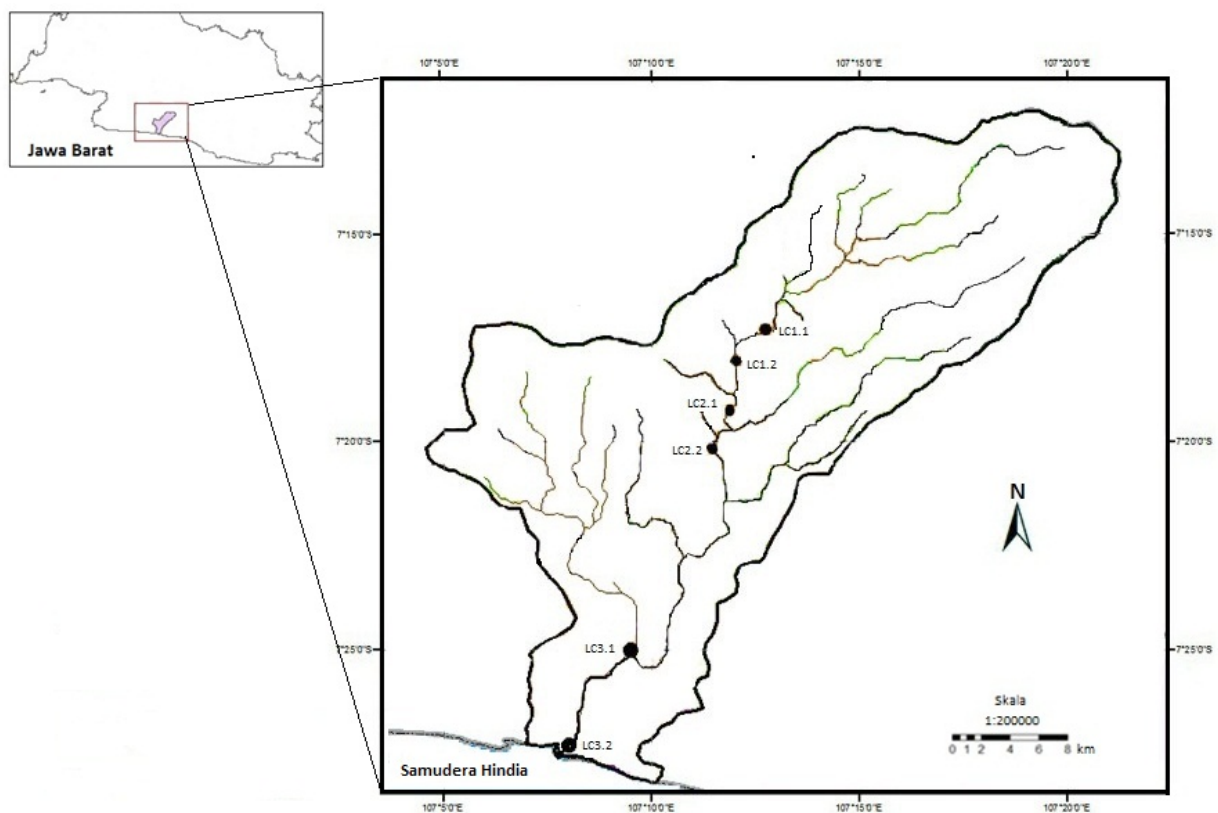 Jawa Barat
107°5'0"E
107°10'0"E
107°15'0"E
107°20'0"E
7°15'0"S
7°15'0"S
LC1.1
LC1.2
LC2.1
LC2.2
7°20'0"S
7°20'0"S
N
LC3.1
7°25'0"S
7°25'0"S
Skala
1:200000
0 1 2 4 6 8 km
LC3.2
Samudera Hindia
107°5'0"E
107°10'0"E
107°15'0"E
107°20'0"E